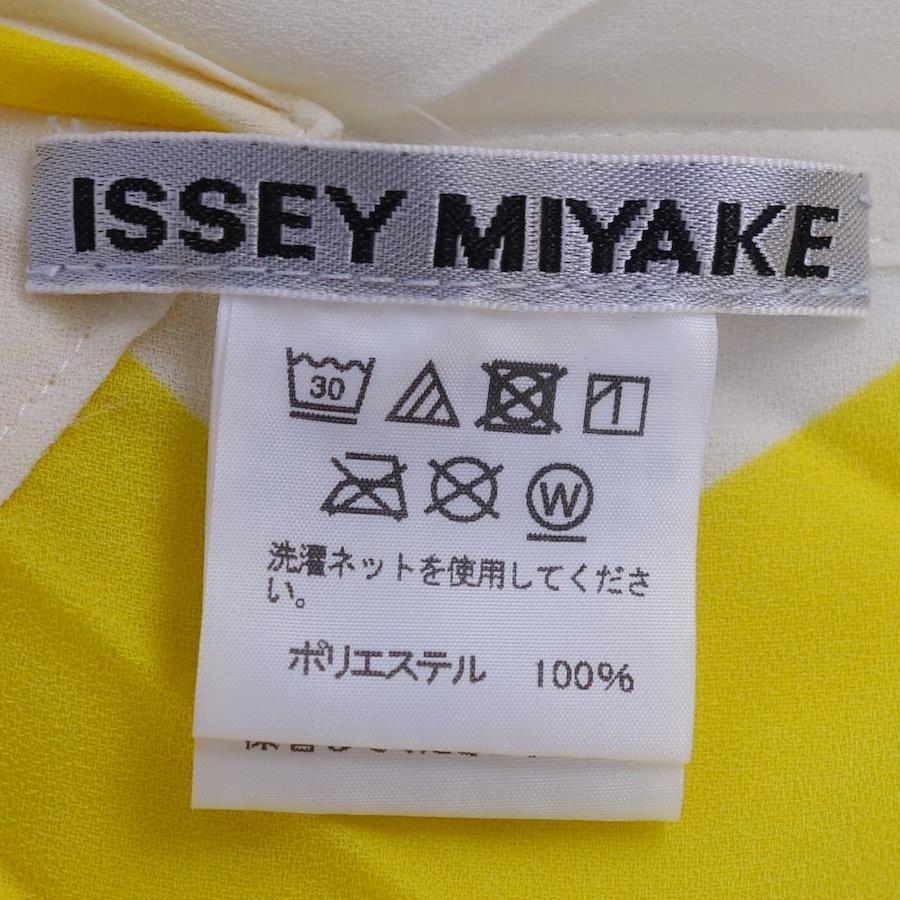 ISSEY MIYAKE
30
W
洗濯ネットを使用してくださ
い。
ポリエステル 100%